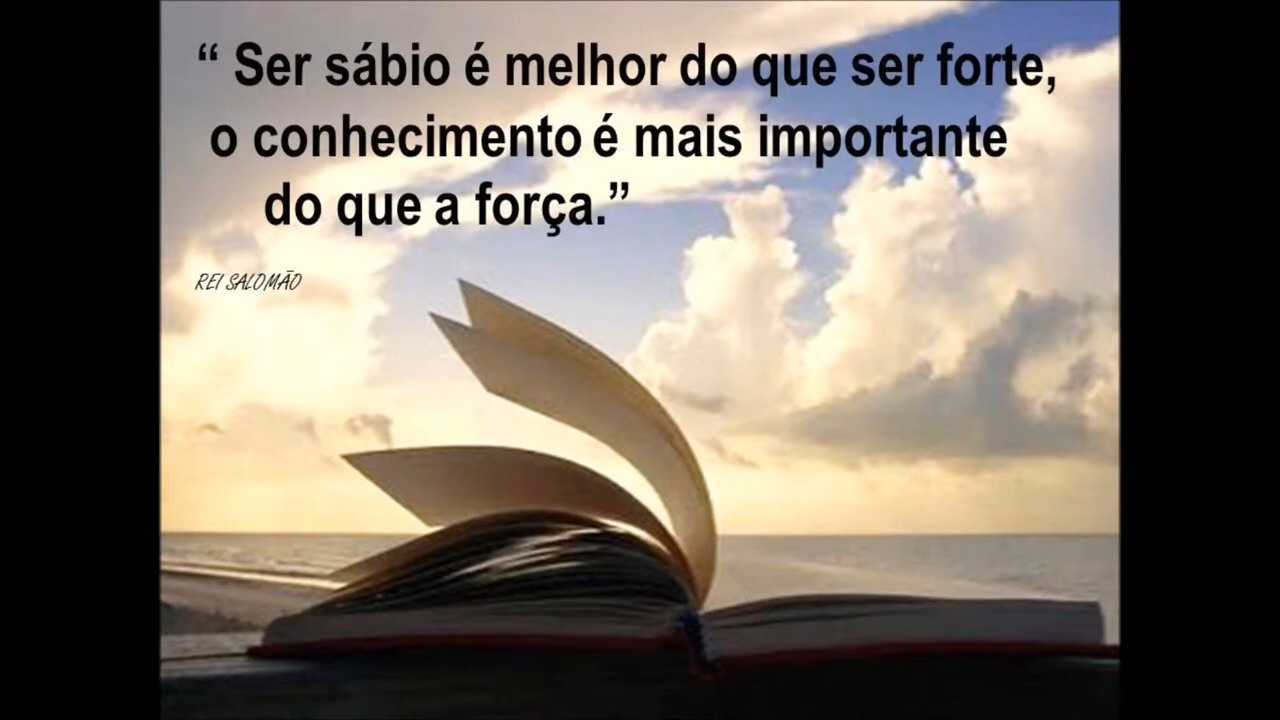 “ Ser sábio é melhor do que ser forte,
o conhecimento é mais importante
do que a força.”
REI SALOMÃO